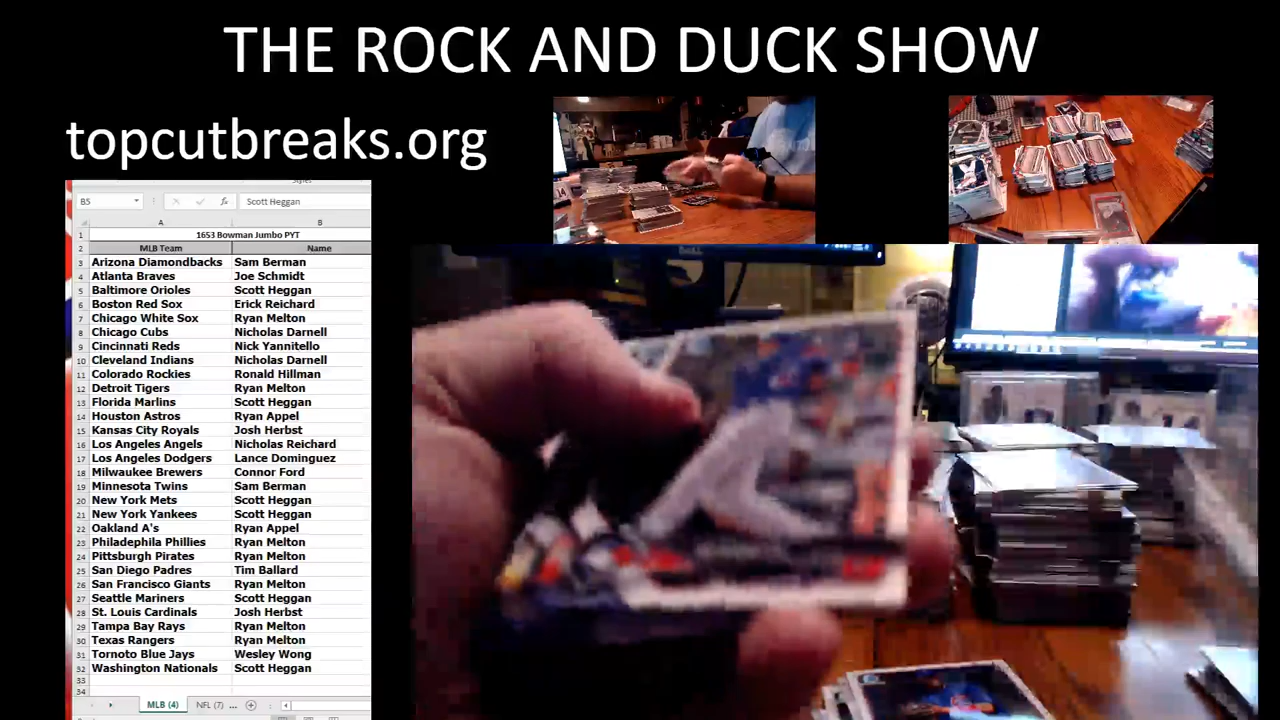 THE ROCK AND DUCK SHOW
topcutbreaks.org
B5 Scott Heggan
A B
1 1653 Bowman Jumbo PYT
2 MLB Team Name
3 Arizona Diamondbacks Sam Berman
4 Atlanta Braves Joe Schmidt
5 Baltimore Orioles Scott Heggan
6 Boston Red Sox Erick Reichard
7 Chicago White Sox Ryan Melton
8 Chicago Cubs Nicholas Darnell
9 Cincinnati Reds Nick Yannitello
10 Cleveland Indians Nicholas Darnell
11 Colorado Rockies Ronald Hillman
12 Detroit Tigers Ryan Melton
13 Florida Marlins Scott Heggan
14 Houston Astros Ryan Appel
15 Kansas City Royals Josh Herbst
16 Los Angeles Angels Nicholas Reichard
17 Los Angeles Dodgers Lance Dominguez
18 Milwaukee Brewers Connor Ford
19 Minnesota Twins Sam Berman
20 New York Mets Scott Heggan
21 New York Yankees Scott Heggan
22 Oakland A's Ryan Appel
23 Philadephila Phillies Ryan Melton
24 Pittsburgh Pirates Ryan Melton
25 San Diego Padres Tim Ballard
26 San Francisco Giants Ryan Melton
27 Seattle Mariners Scott Heggan
28 St. Louis Cardinals Josh Herbst
29 Tampa Bay Rays Ryan Melton
30 Texas Rangers Ryan Melton
31 Tornoto Blue Jays Wesley Wong
32 Washington Nationals Scott Heggan
33
34
MLB (4) NFL (7) ...